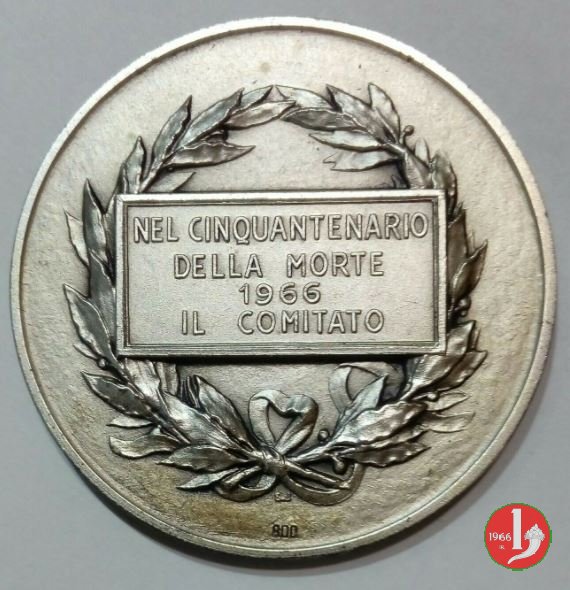 NEL CINQUANTENARIO
DELLA MORTE
1966
IL COMITATO
800
1966
R